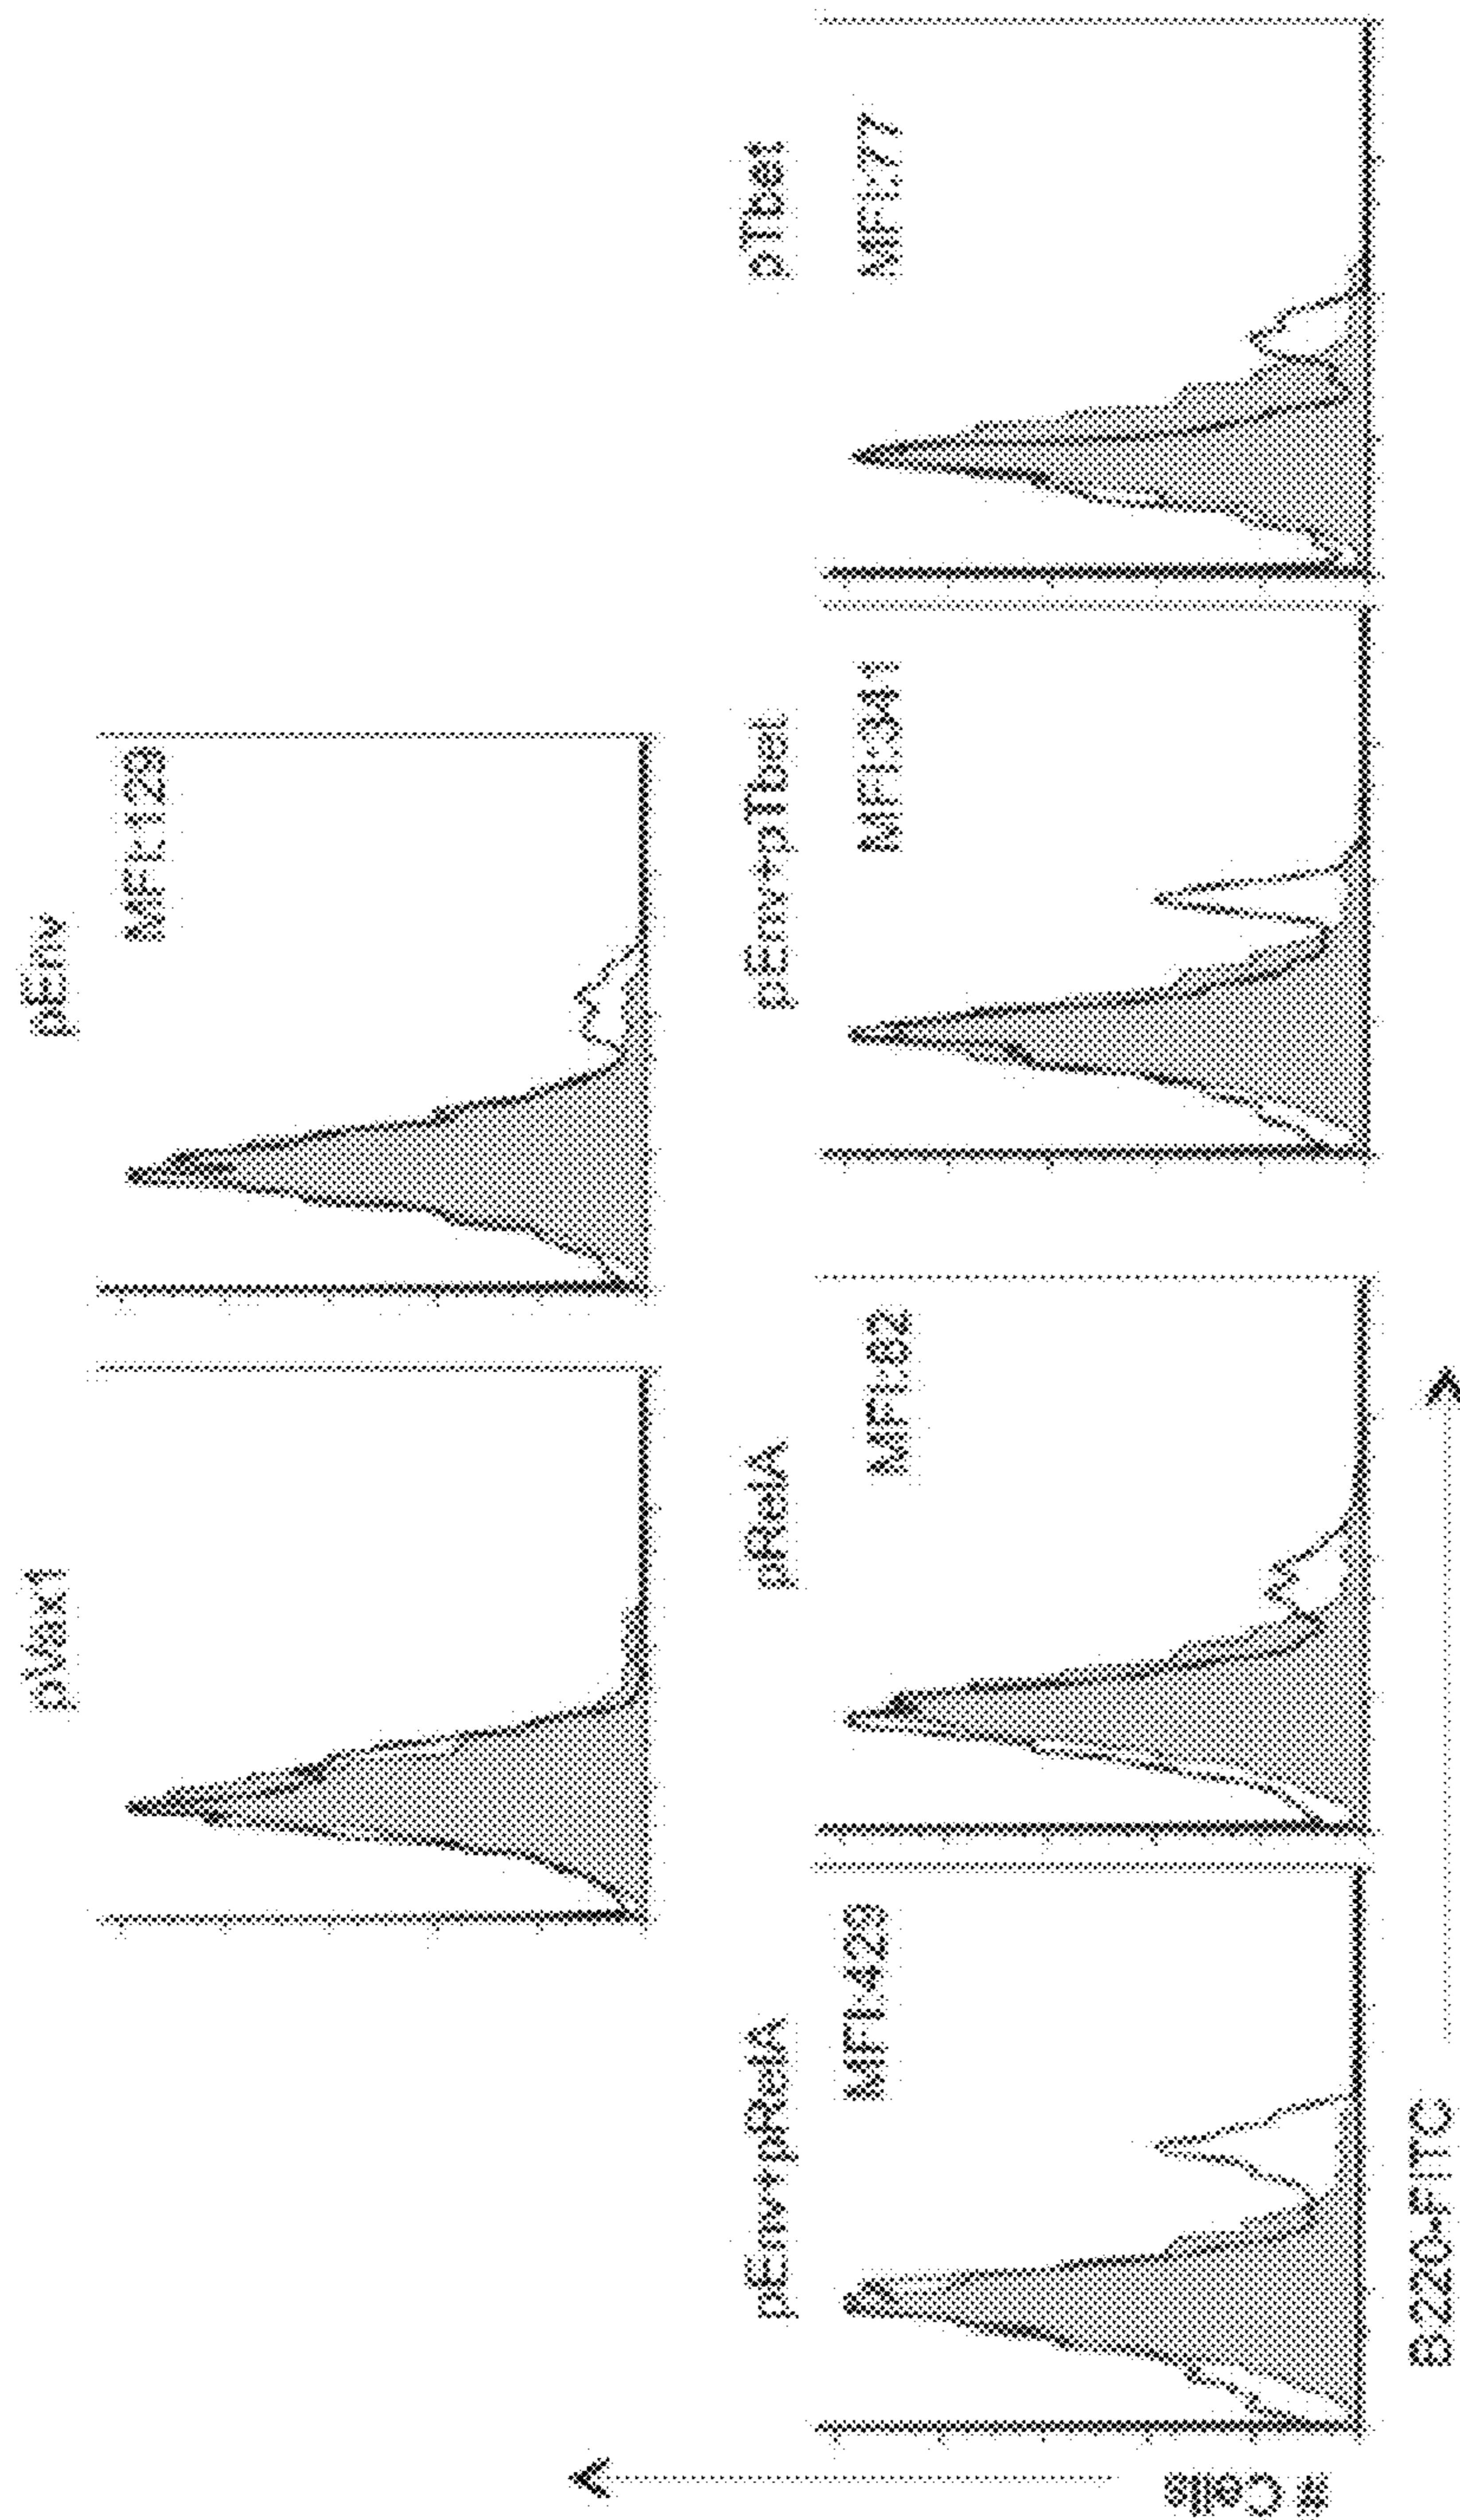 pVax1
pEnv
MFI:129
pEnv+pRelA
MFI:429
pRelA
MFI:82
pEnv+pTbet
MFI:341
pTbet
MFI:77
# Cells
B220-FITC